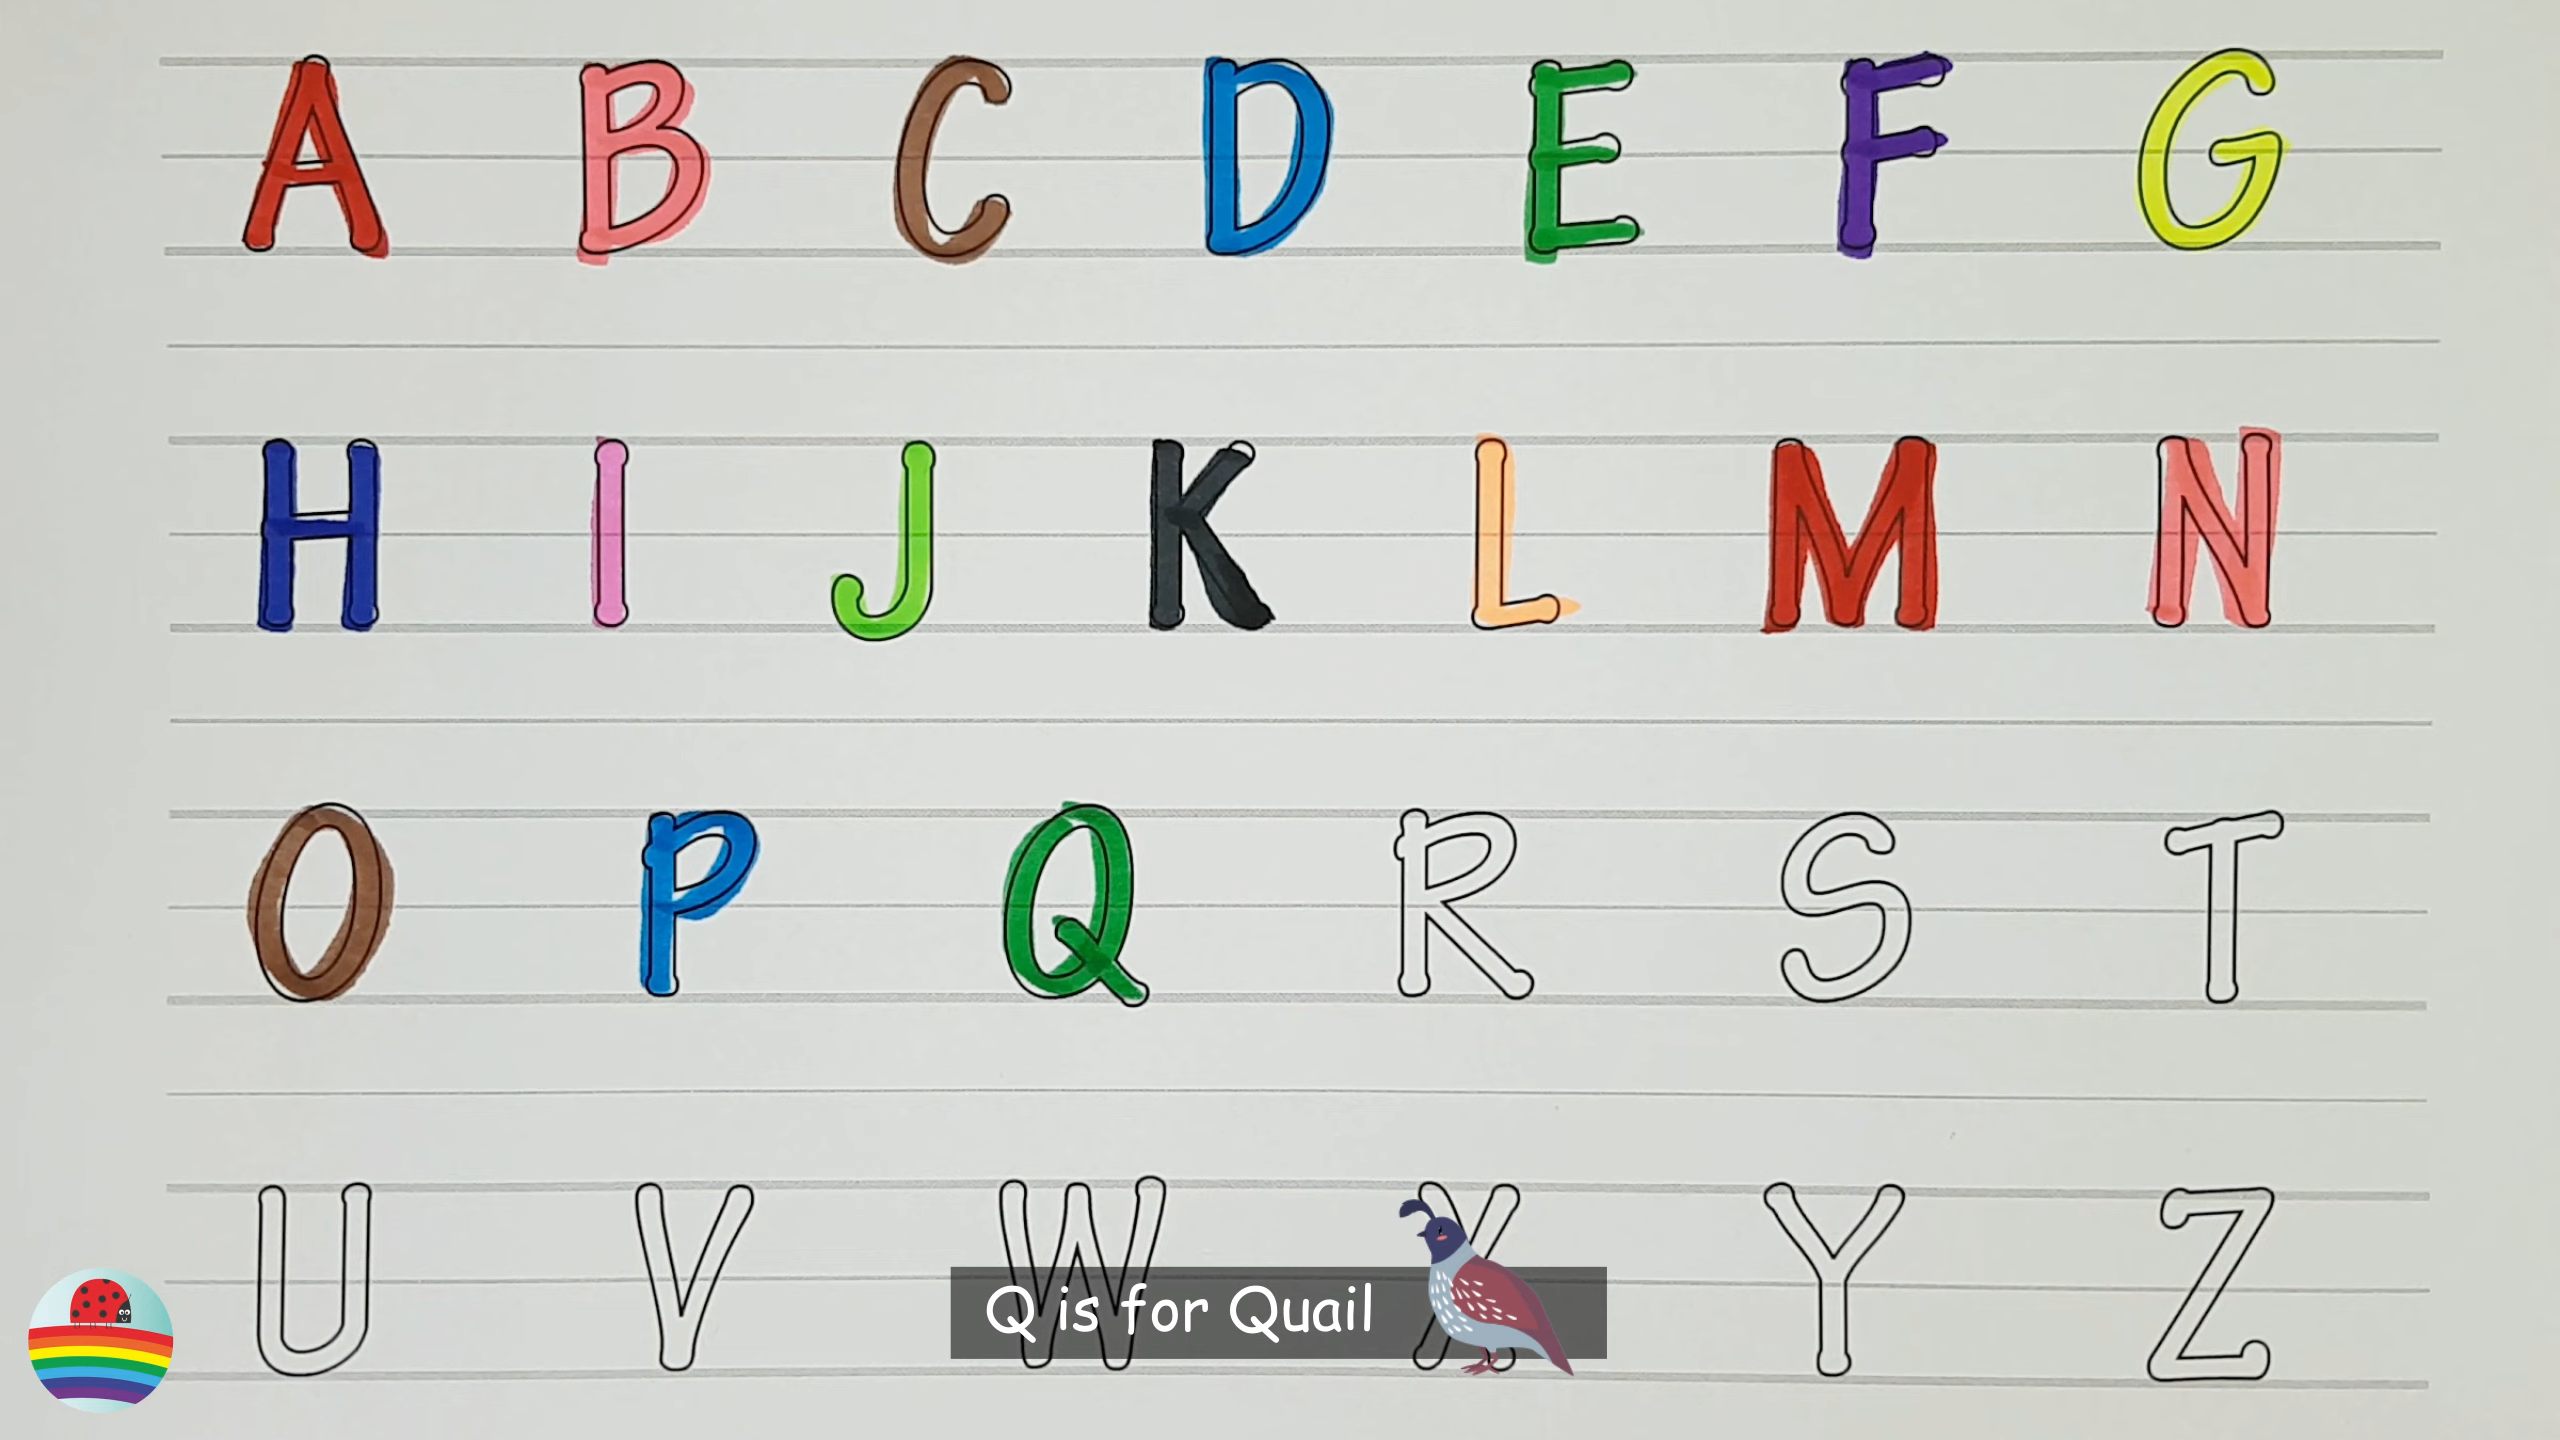 A B C D E F G
H I J K L M N
O P Q R S T
U V W X Y Z
Q is for Quail